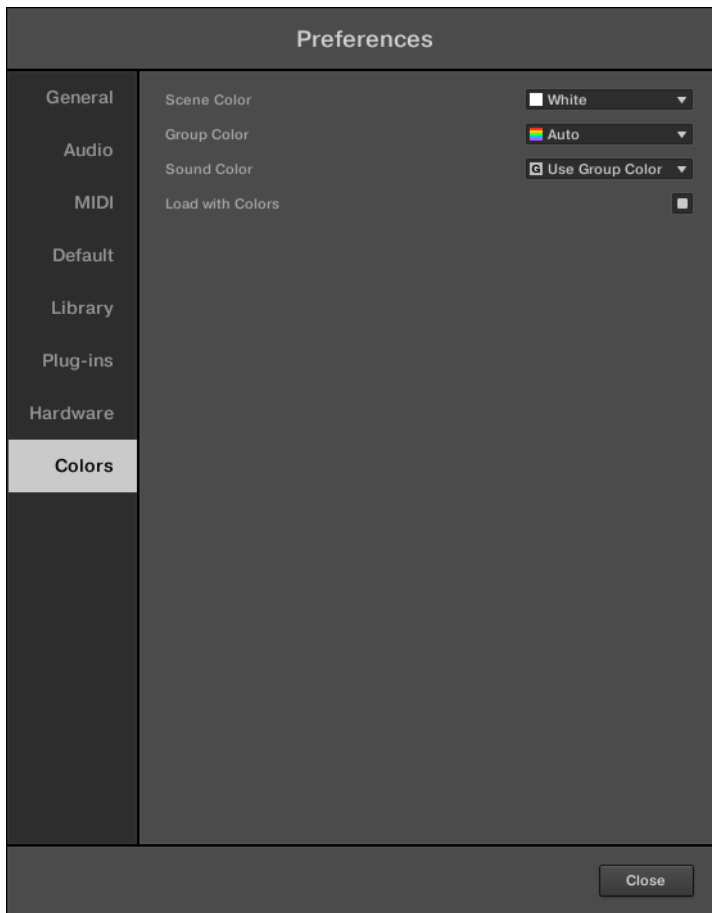 Preferences
General
Audio
MIDI
Default
Library
Plug-ins
Hardware
Colors
Scene Color White
Group Color Auto
Sound Color G Use Group Color
Load with Colors
Close